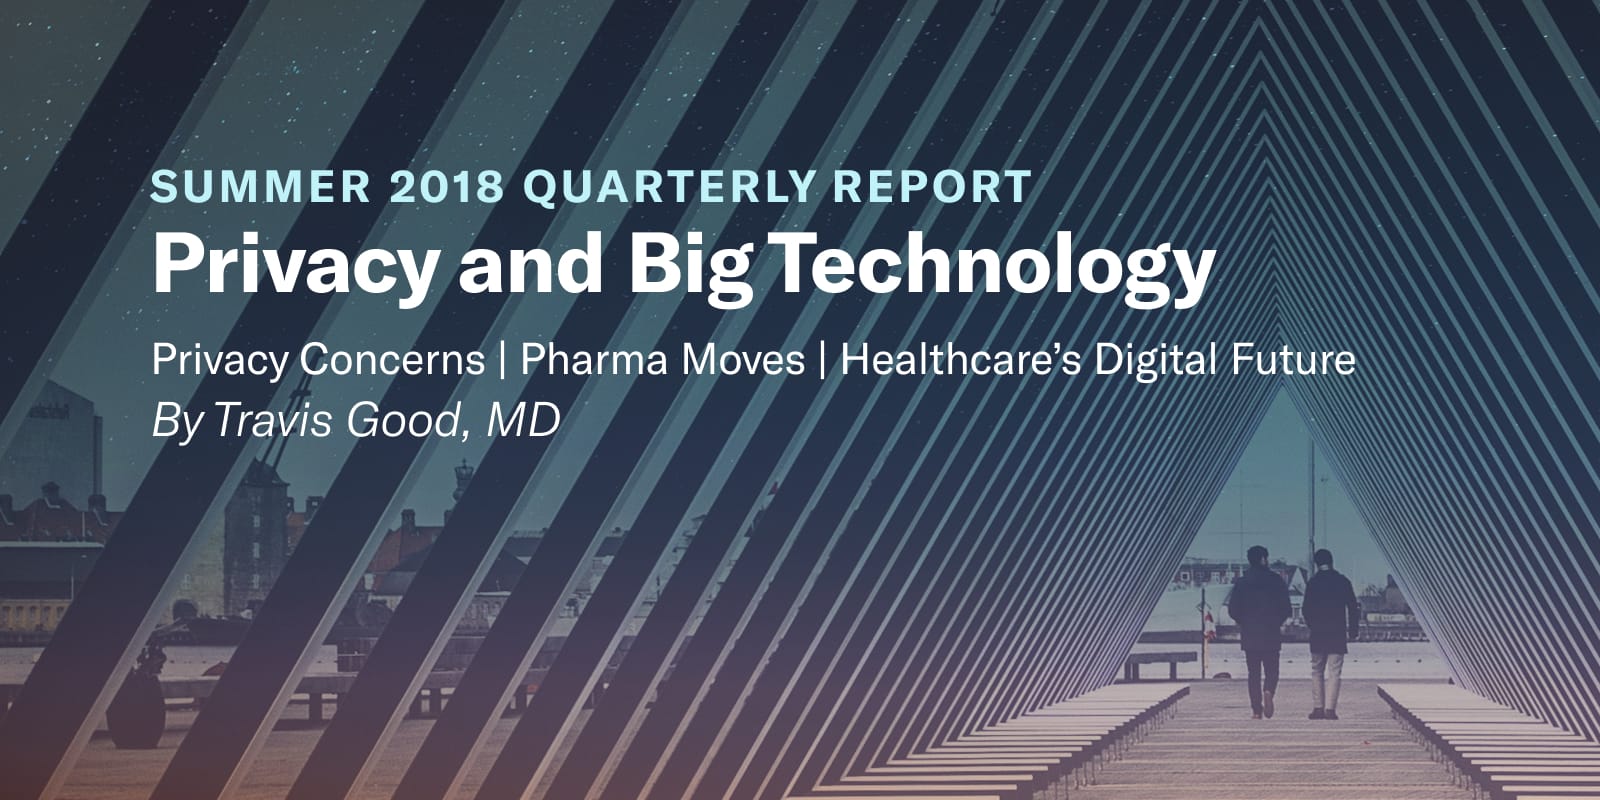 SUMMER 2018 QUARTERLY REPORT
Privacy and Big Technology
Privacy Concerns | Pharma Moves | Healthcare’s Digital Future
By Travis Good, MD